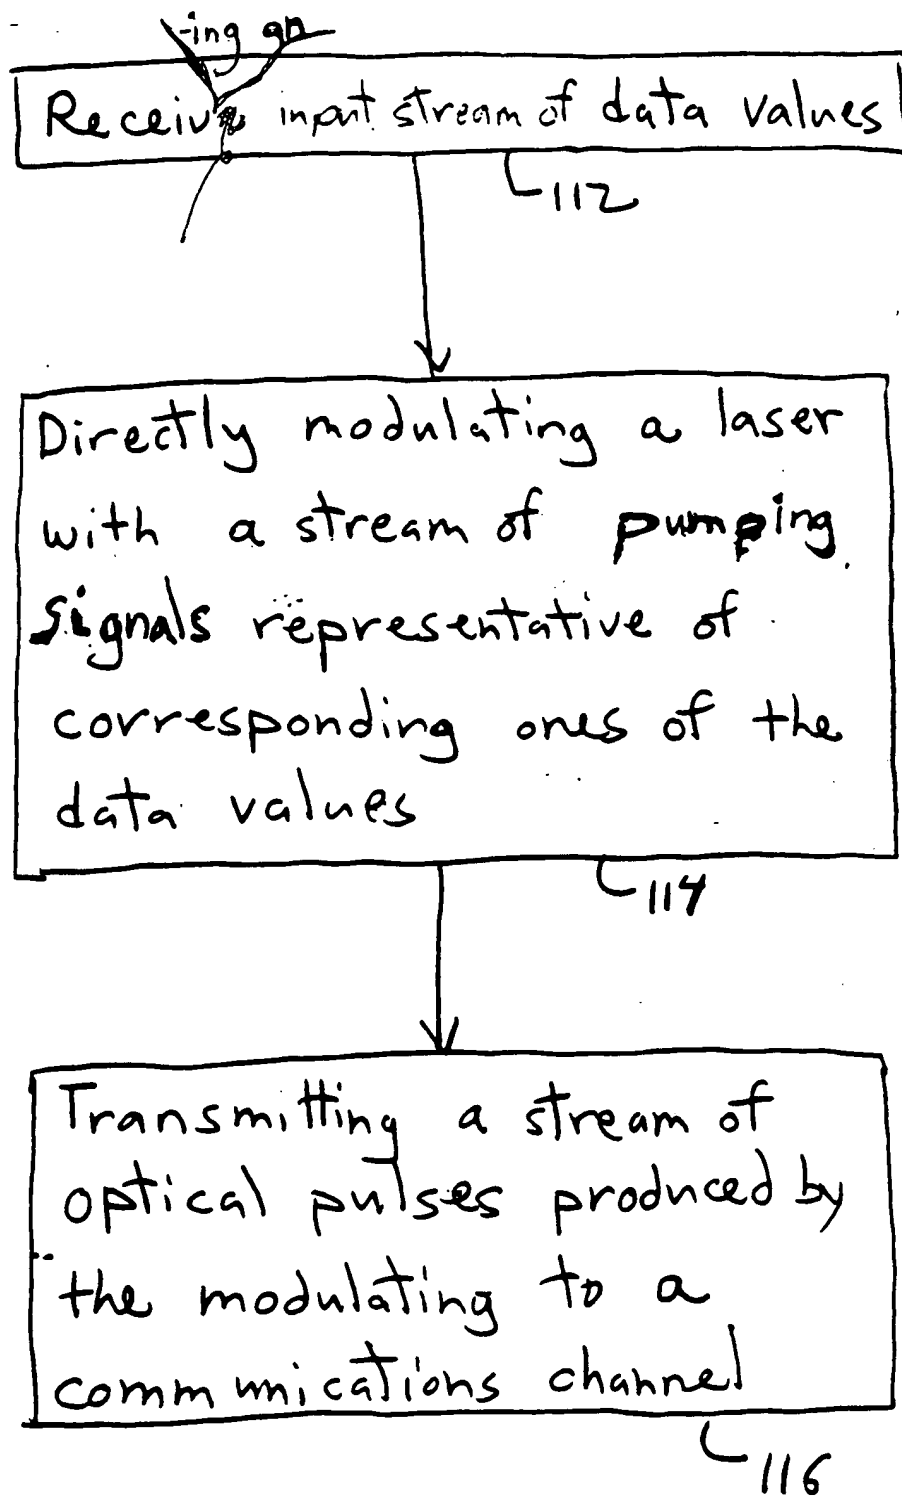 -ing an
Receive input stream of data values
112
Directly modulating a laser
with a stream of pumping
signals representative of
corresponding ones of the
data values
114
Transmitting a stream of
optical pulses produced by
the modulating to a
communications channel
116